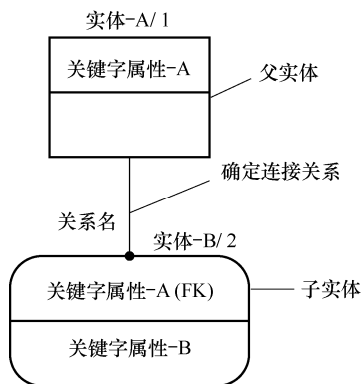 实体-A/1
关键字属性-A
父实体
确定连接关系
关系名
实体-B/2
关键字属性-A(FK)
子实体
关键字属性-B